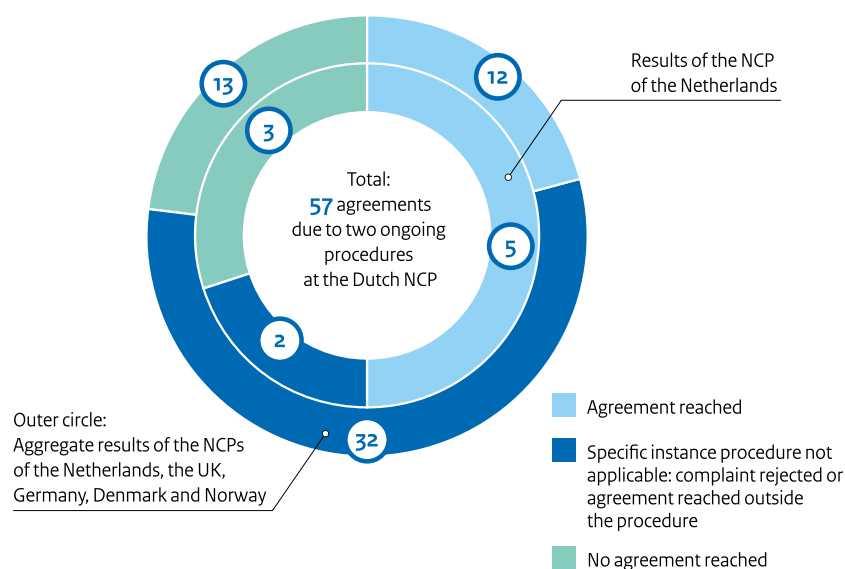 13
12
3
Results of the NCP
of the Netherlands
Total:
57 agreements
due to two ongoing
procedures
at the Dutch NCP
5
2
32
Outer circle:
Aggregate results of the NCPs
of the Netherlands, the UK,
Germany, Denmark and Norway
Agreement reached
Specific instance procedure not
applicable: complaint rejected or
agreement reached outside
the procedure
No agreement reached